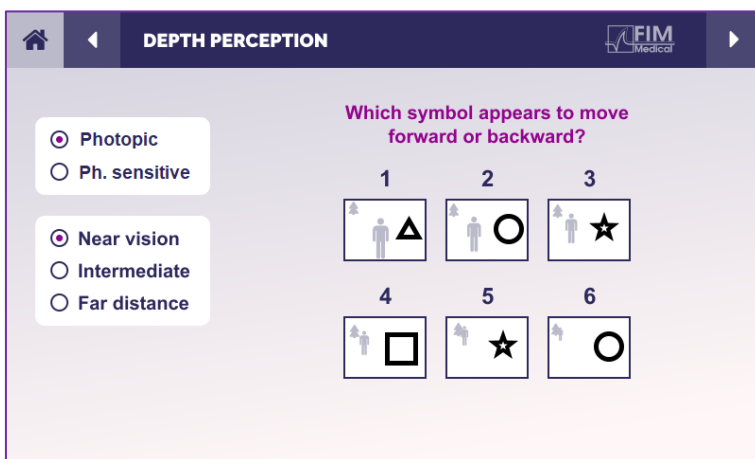 DEPTH PERCEPTION
FIM
Medical
Photopic
Ph. sensitive
Near vision
Intermediate
Far distance
Which symbol appears to move
forward or backward?
1 2 3
4 5 6